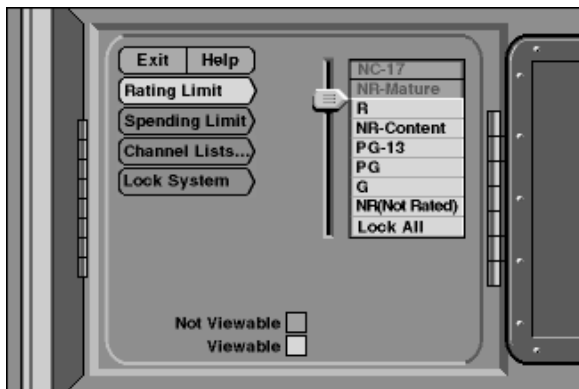 Exit Help
Rating Limit
Spending Limit
Channel Lists...
Lock System
NC-17
NR-Mature
R
NR-Content
PG-13
PG
G
NR(Not Rated)
Lock All
Not Viewable
Viewable